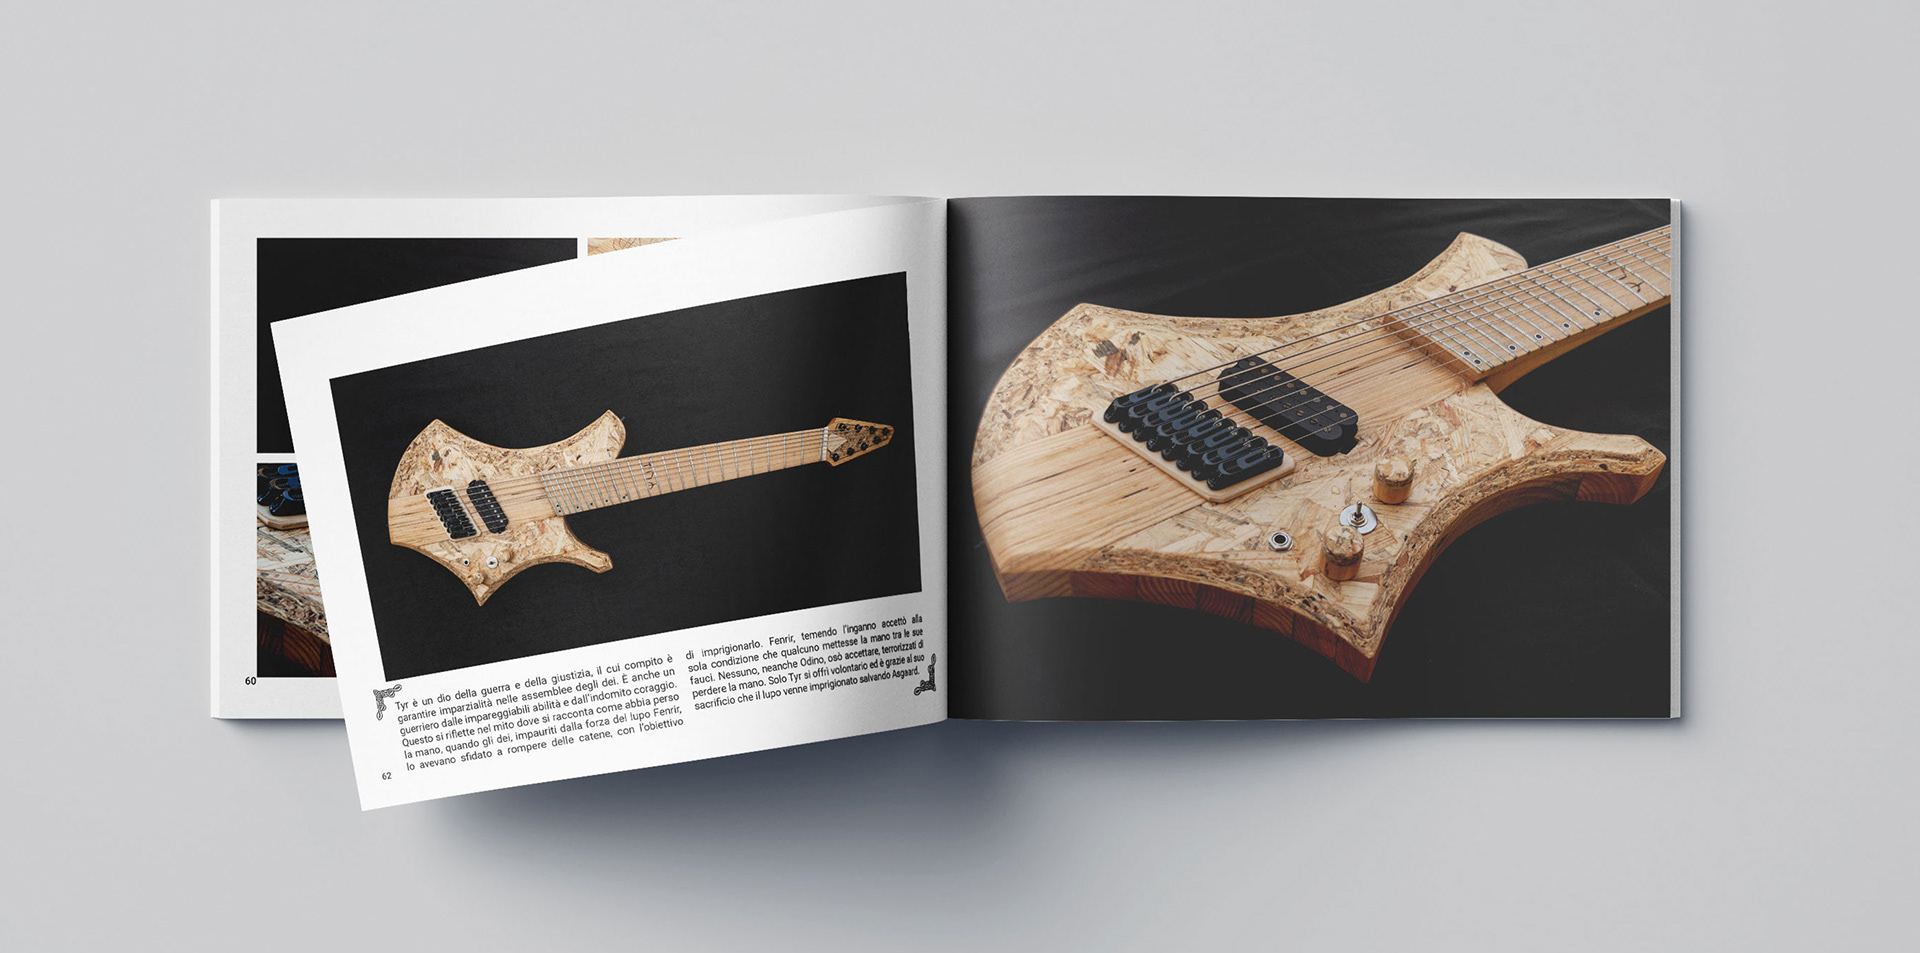 60
Tyr è un dio della guerra e della giustizia, il cui compito è
garantire imparzialità nelle assemblee degli dei. È anche un
guerriero dalle impareggiabili abilità e dall'indomito coraggio.
Questo si riflette nel mito dove si racconta come abbia perso
la mano, quando gli dei, impauriti dalla forza del lupo Fenrir,
lo avevano sfidato a rompere delle catene, con l'obiettivo
di imprigionarlo. Fenrir, temendo l'inganno accettò alla
sola condizione che qualcuno mettesse la mano tra le sue
fauci. Nessuno, neanche Odino, osò accettare, terrorizzati di
perdere la mano. Solo Tyr si offrì volontario ed è grazie al suo
sacrificio che il lupo venne imprigionato salvando Asgaard.
62